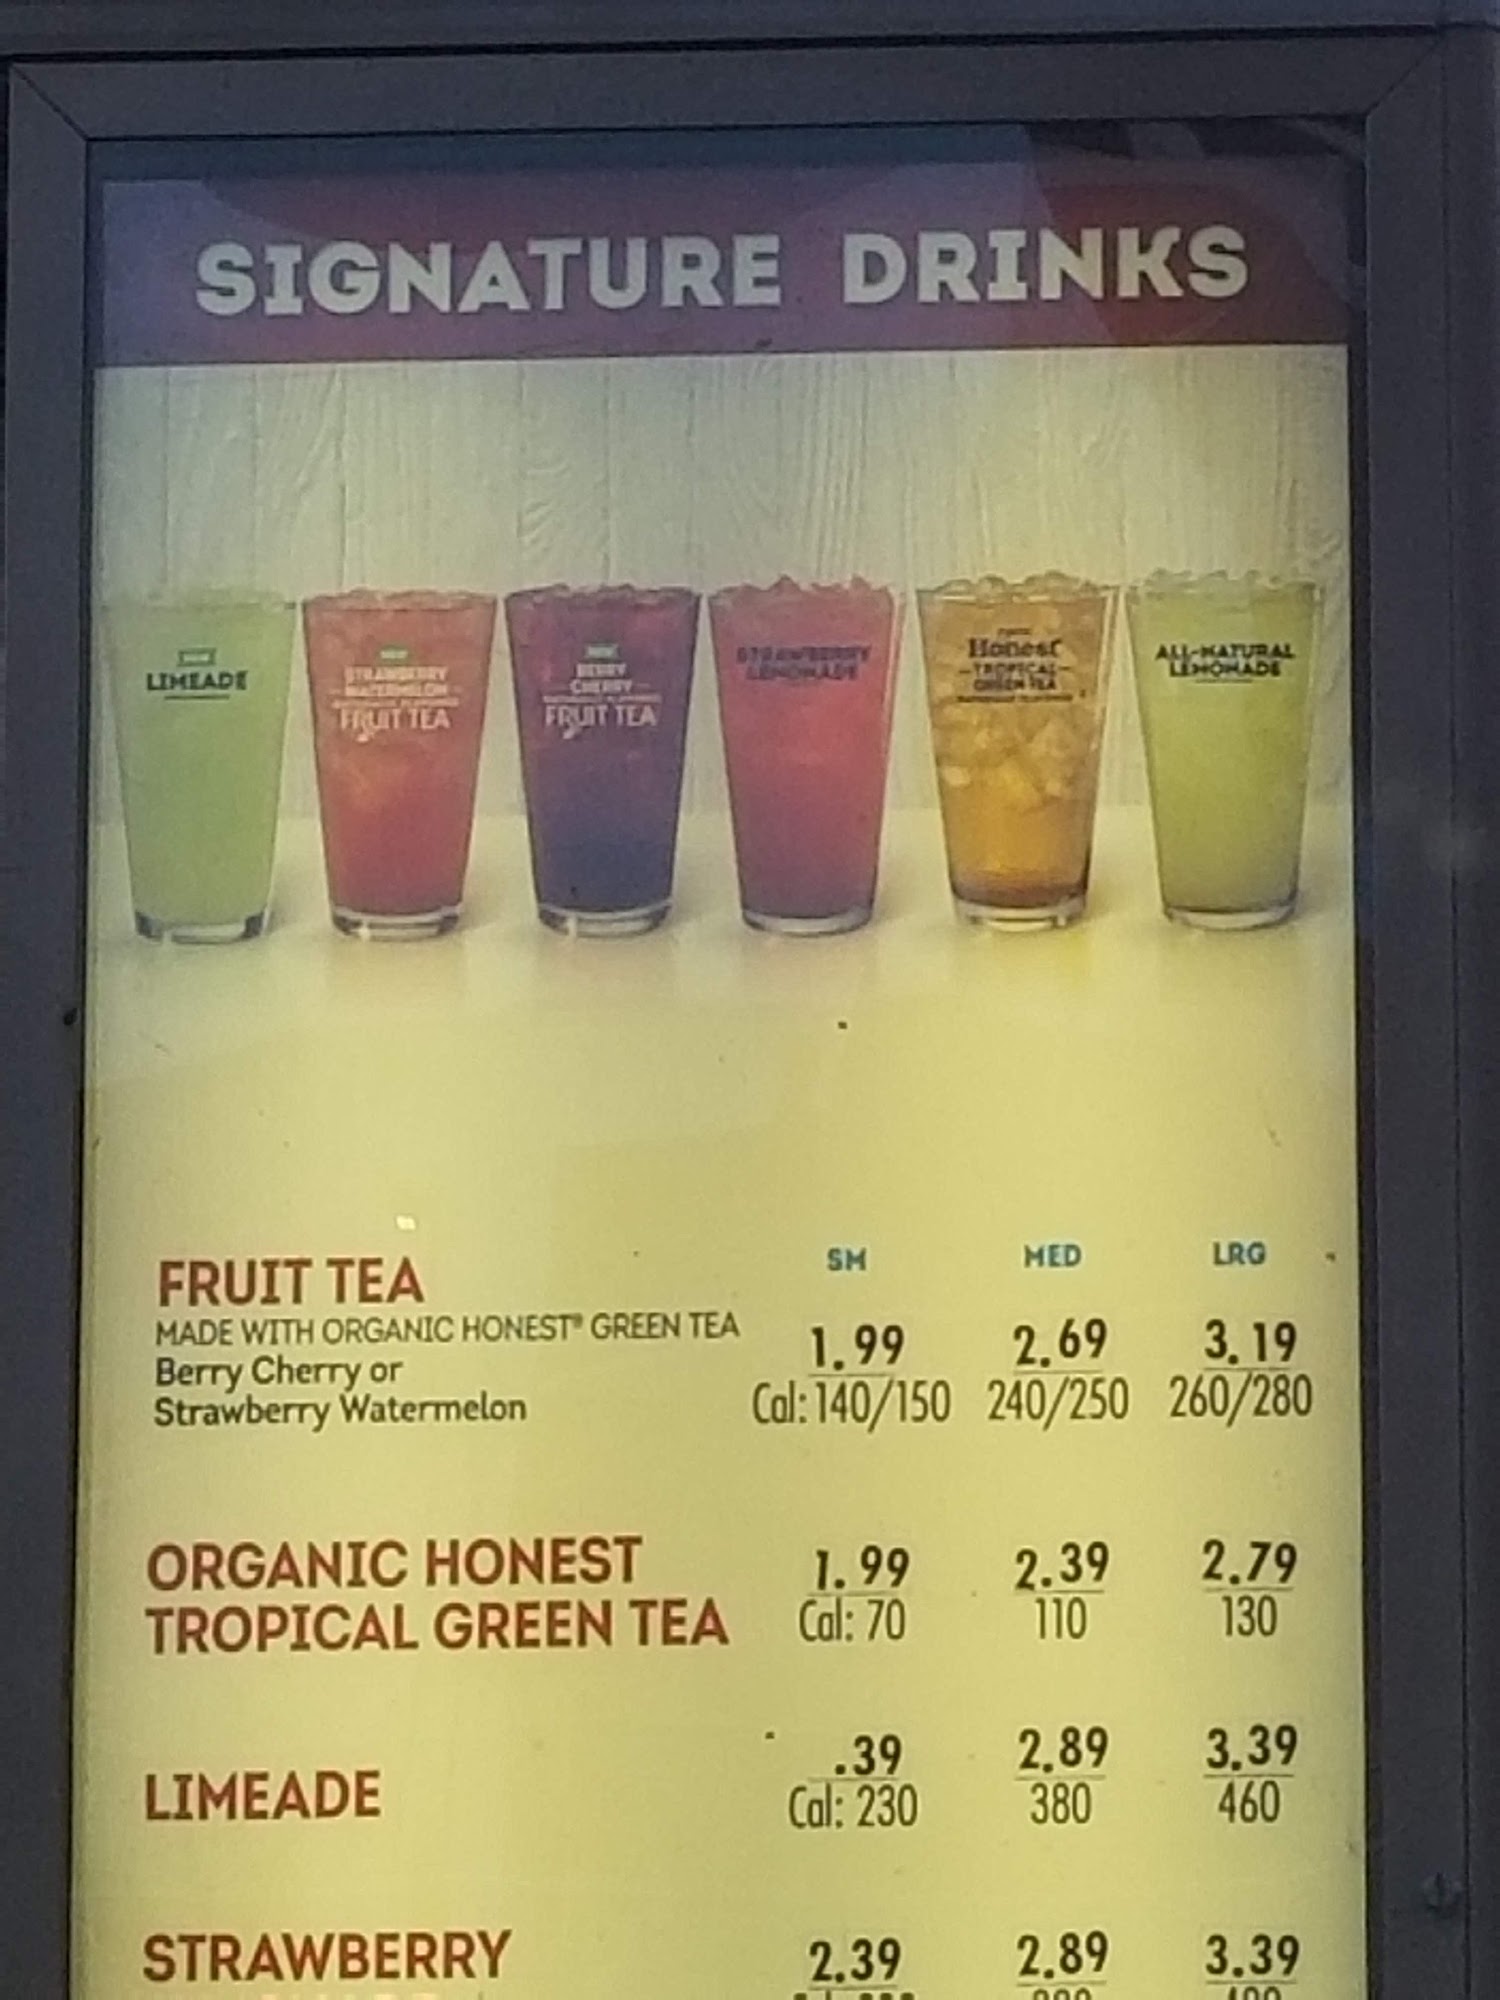 SIGNATURE DRINKS
LIMEADE
STRAWBERRY
WATERMELON
FRUIT TEA
BERRY
CHERRY
FRUIT TEA
STRAWBERRY
LEMONADE
Honest
TROPICAL
GREEN TEA
ALL-NATURAL
LEMONADE
SM MED LRG
FRUIT TEA
MADE WITH ORGANIC HONEST® GREEN TEA
Berry Cherry or
Strawberry Watermelon
1.99 2.69 3.19
Cal: 140/150 240/250 260/280
ORGANIC HONEST
TROPICAL GREEN TEA
1.99 2.39 2.79
Cal: 70 110 130
LIMEADE
.39 2.89 3.39
Cal: 230 380 460
STRAWBERRY
2.39 2.89 3.39